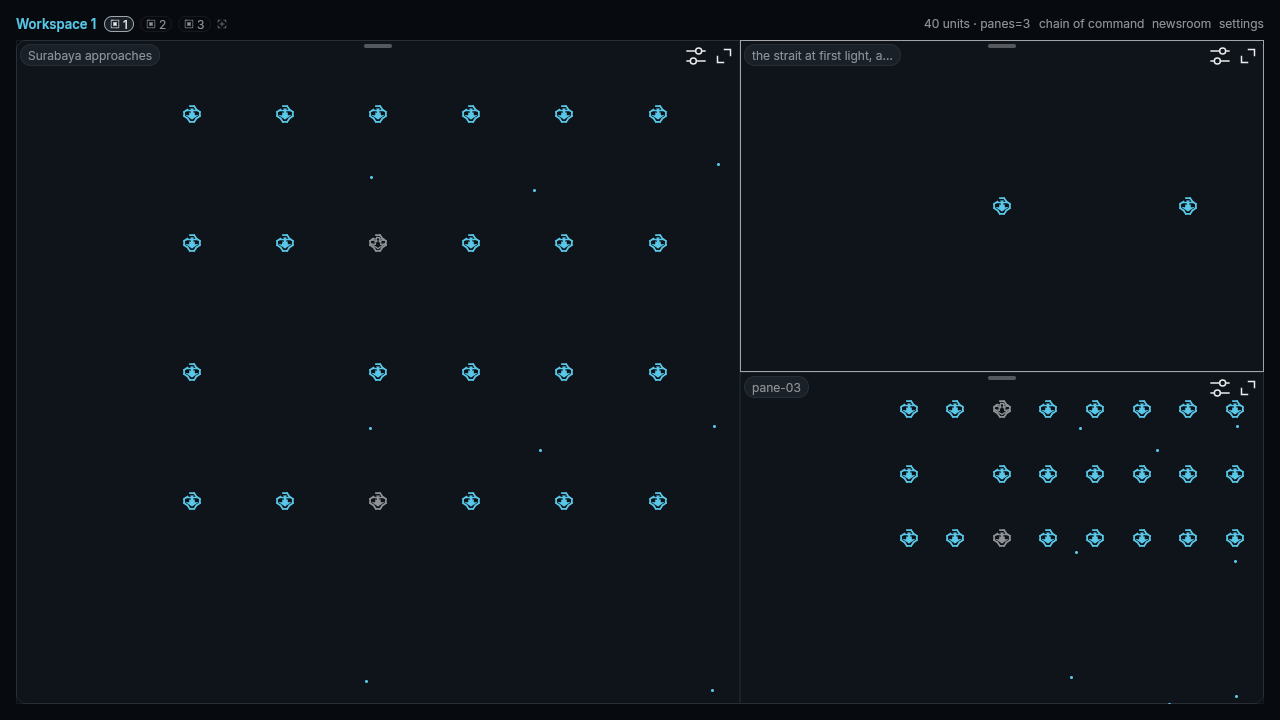 Workspace 1 1 2 3 40 units · panes=3 chain of command newsroom settings
Surabaya approaches
the strait at first light, a...
pane-03